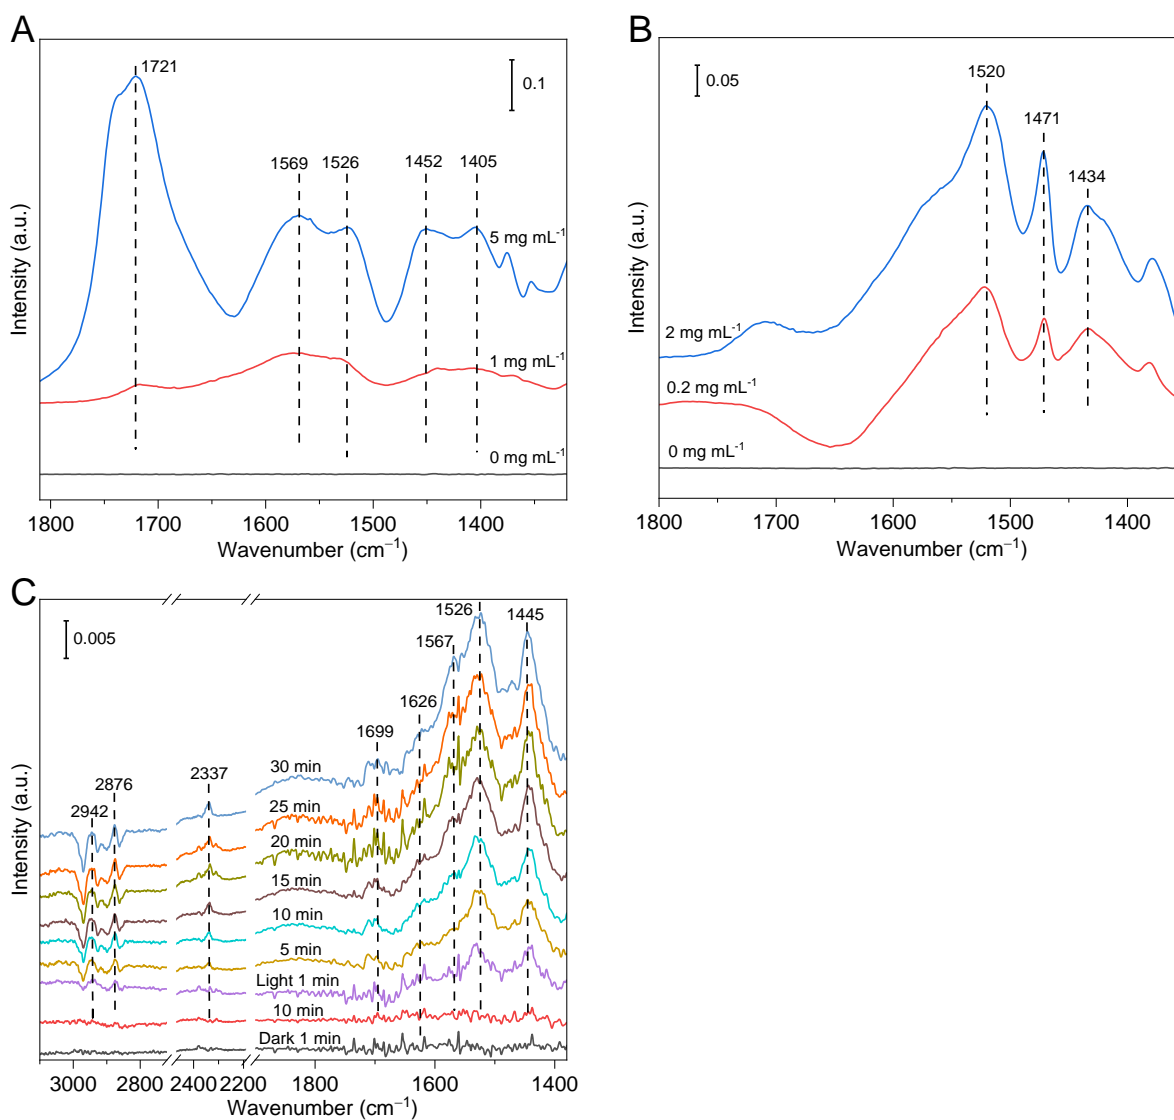 A
1721
0.1
1569
1526
1452
1405
5 mg mL⁻¹
1 mg mL⁻¹
0 mg mL⁻¹
Intensity (a.u.)
1800 1700 1600 1500 1400
Wavenumber (cm⁻¹)
B
0.05
1520
1471
1434
2 mg mL⁻¹
0.2 mg mL⁻¹
0 mg mL⁻¹
Intensity (a.u.)
1800 1700 1600 1500 1400
Wavenumber (cm⁻¹)
C
0.005
1526
1445
1567
1626
1699
2337
2876
2942
30 min
25 min
20 min
15 min
10 min
5 min
Light 1 min
10 min
Dark 1 min
Intensity (a.u.)
3000 2800 2400 2200 1800 1600 1400
Wavenumber (cm⁻¹)